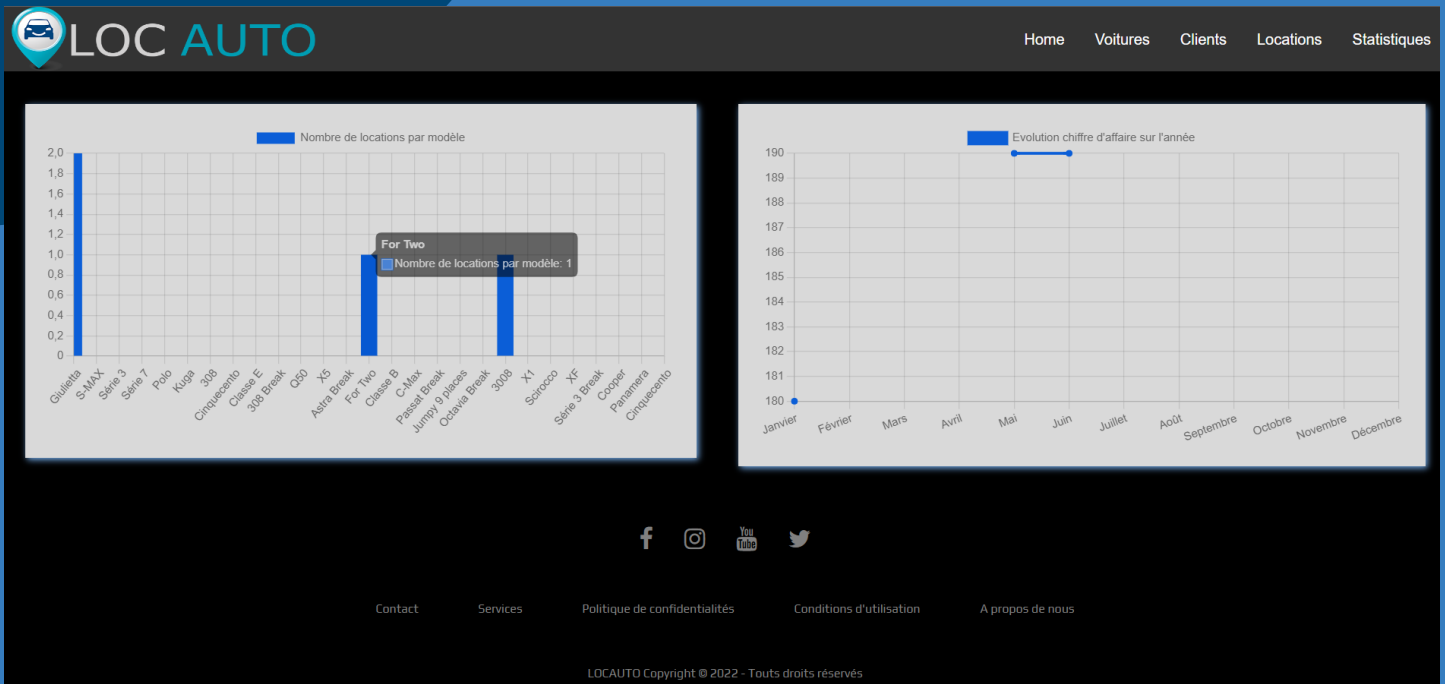 LOC AUTO
Home Voitures Clients Locations Statistiques
Nombre de locations par modèle
2,0
1,8
1,6
1,4
1,2
1,0
0,8
0,6
0,4
0,2
0
For Two
Nombre de locations par modèle: 1
Giulietta
S-MAX
Série 3
Série 7
Polo
Kuga
308
Cinquecento
Classe E
308 Break
Q50
X5
Astra Break
For Two
Classe B
C-Max
Passat Break
Jumpy 9 places
Octavia Break
3008
X1
Scirocco
XF
Série 3 Break
Cooper
Panamera
Cinquecento
Evolution chiffre d'affaire sur l'année
190
189
188
187
186
185
184
183
182
181
180
Janvier
Février
Mars
Avril
Mai
Juin
Juillet
Août
Septembre
Octobre
Novembre
Décembre
You
Tube
Contact Services Politique de confidentialités Conditions d'utilisation A propos de nous
LOCAUTO Copyright © 2022 - Touts droits réservés